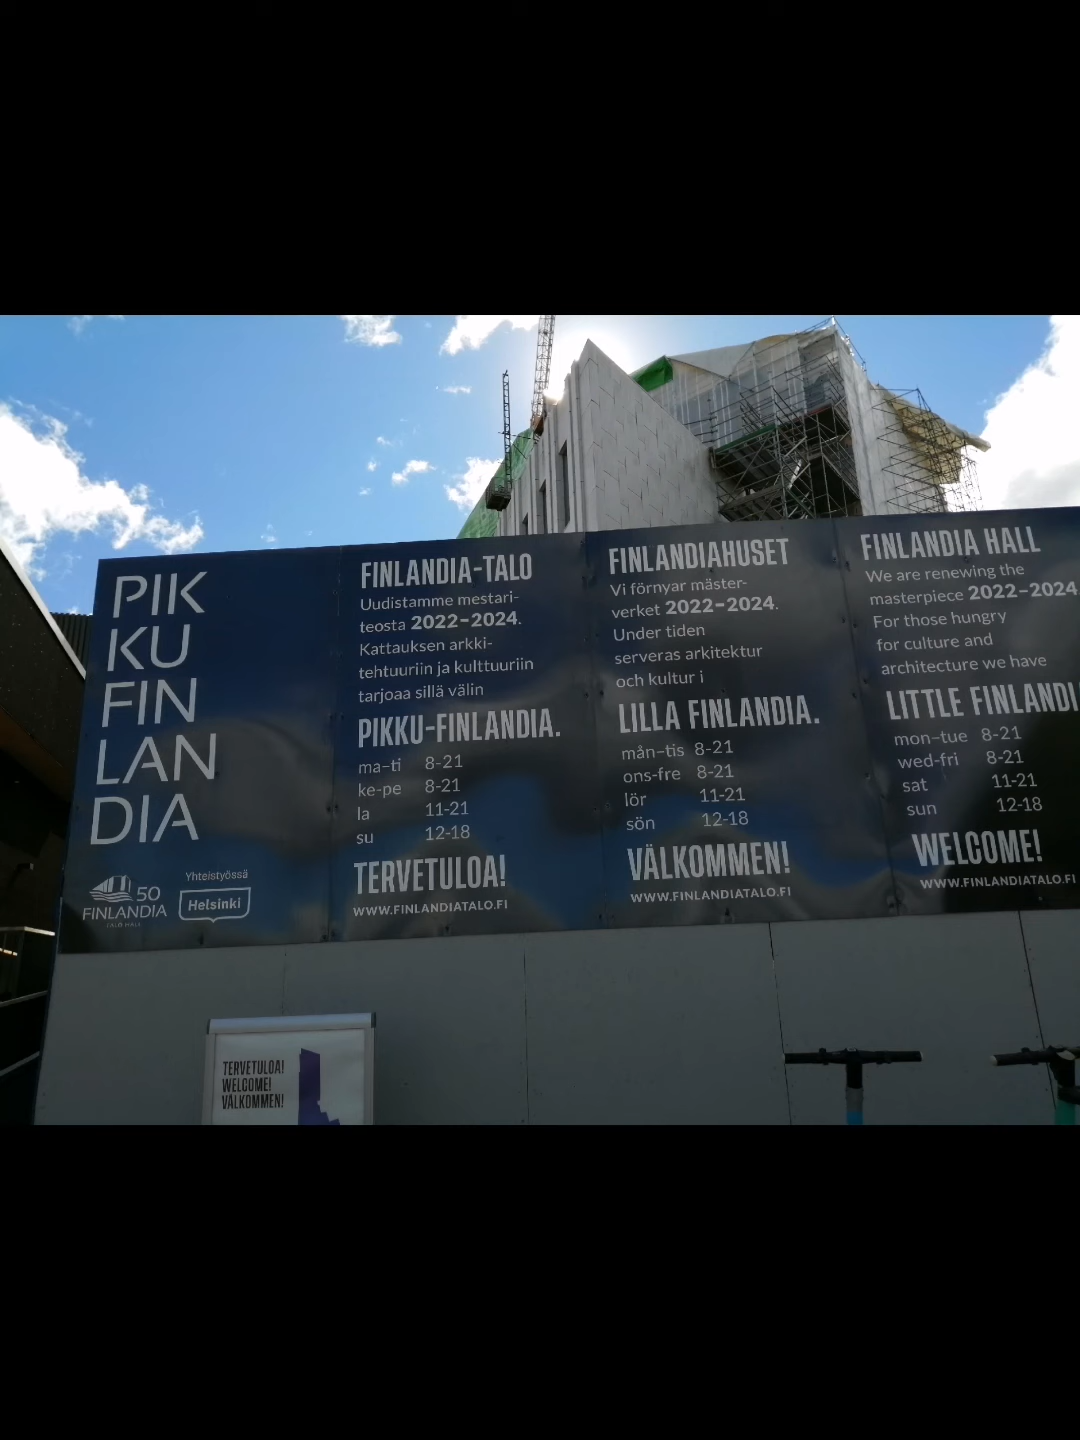 PIK
KU
FIN
LAN
DIA
50
FINLANDIA
TALO HALL
Yhteistyössä
Helsinki
FINLANDIA-TALO
Uudistamme mestari-
teosta 2022–2024.
Kattauksen arkki-
tehtuuriin ja kulttuuriin
tarjoaa sillä välin
PIKKU-FINLANDIA.
ma–ti 8-21
ke-pe 8-21
la 11-21
su 12-18
TERVETULOA!
WWW.FINLANDIATALO.FI
FINLANDIAHUSET
Vi förnyar mäster-
verket 2022–2024.
Under tiden
serveras arkitektur
och kultur i
LILLA FINLANDIA.
mån–tis 8-21
ons-fre 8-21
lör 11-21
sön 12-18
VÄLKOMMEN!
WWW.FINLANDIATALO.FI
FINLANDIA HALL
We are renewing the
masterpiece 2022–2024
For those hungry
for culture and
architecture we have
LITTLE FINLANDI
mon–tue 8-21
wed-fri 8-21
sat 11-21
sun 12-18
WELCOME!
WWW.FINLANDIATALO.FI
TERVETULOA!
WELCOME!
VÄLKOMMEN!